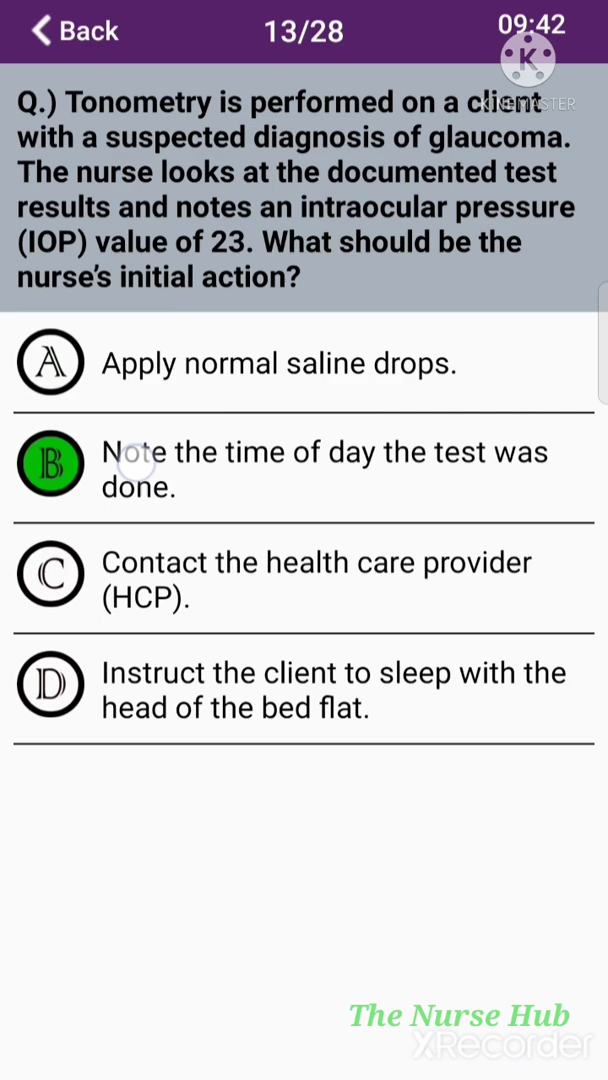 Back 13/28 09:42
K
KINEMASTER
Q.) Tonometry is performed on a client
with a suspected diagnosis of glaucoma.
The nurse looks at the documented test
results and notes an intraocular pressure
(IOP) value of 23. What should be the
nurse's initial action?
A Apply normal saline drops.
B Note the time of day the test was
done.
C Contact the health care provider
(HCP).
D Instruct the client to sleep with the
head of the bed flat.
The Nurse Hub
XRecorder